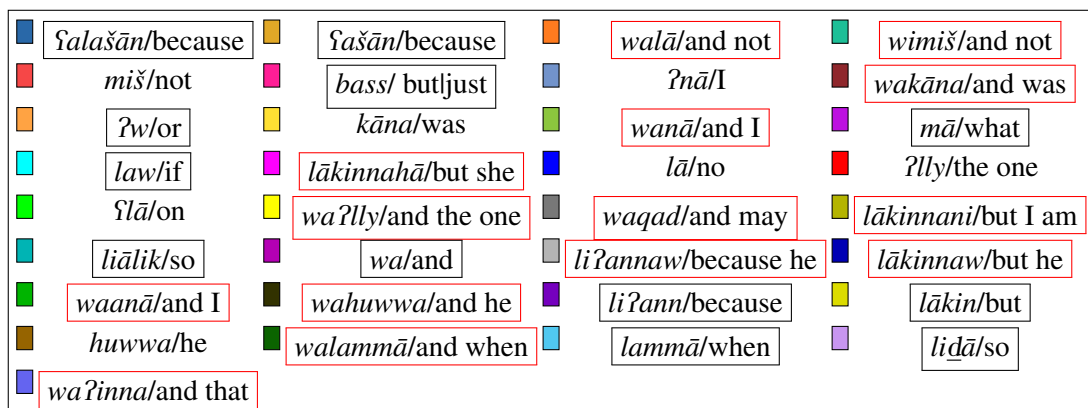 ʕalašān/because ʕašān/because walā/and not wimiš/and not
miš/not bass/ but|just ʔnā/I wakāna/and was
ʔw/or kāna/was wanā/and I mā/what
law/if lākinnahā/but she lā/no ʔlly/the one
ʕlā/on waʔlly/and the one waqad/and may lākinnani/but I am
liālik/so wa/and liʔannaw/because he lākinnaw/but he
waanā/and I wahuwwa/and he liʔann/because lākin/but
huwwa/he walammā/and when lammā/when liḏā/so
waʔinna/and that